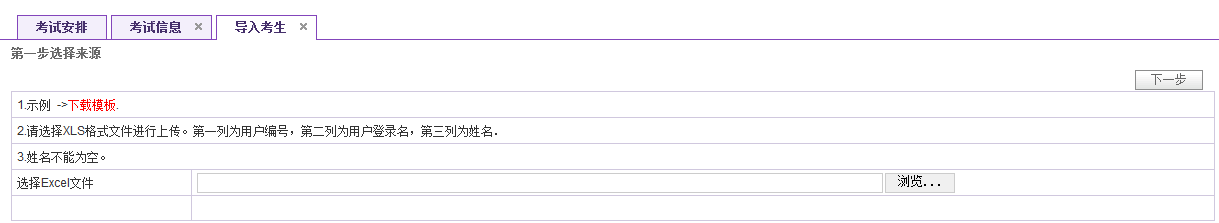 考试安排 考试信息 × 导入考生 ×
第一步选择来源
下一步
1.示例 ->下载模板.
2.请选择XLS格式文件进行上传。第一列为用户编号，第二列为用户登录名，第三列为姓名.
3.姓名不能为空。
选择Excel文件 浏览...